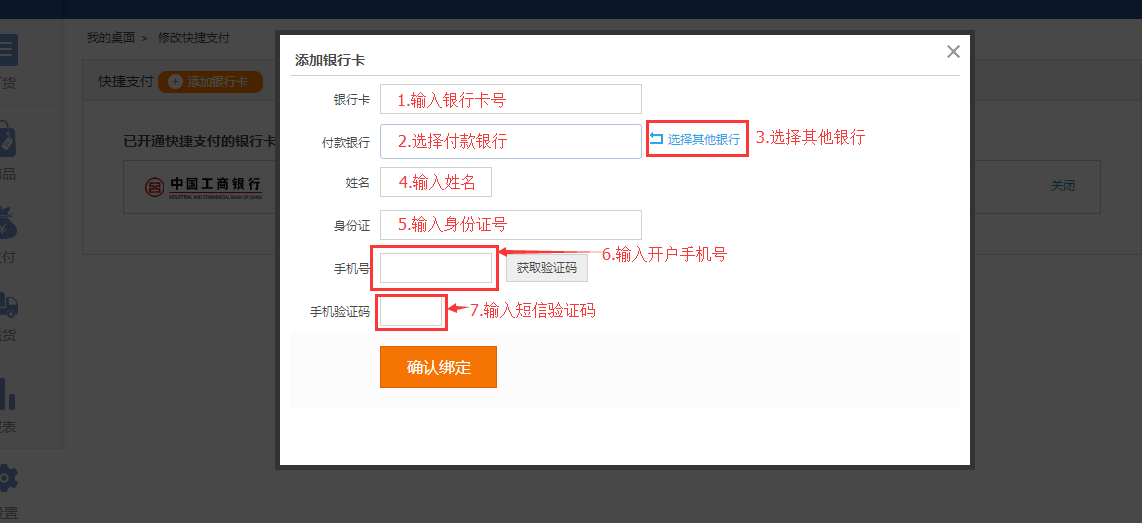 我的桌面 > 修改快捷支付
快捷支付 添加银行卡
已开通快捷支付的银行卡
中国工商银行
INDUSTRIAL AND COMMERCIAL BANK OF CHINA
关闭
添加银行卡
银行卡 1.输入银行卡号
付款银行 2.选择付款银行 选择其他银行 3.选择其他银行
姓名 4.输入姓名
身份证 5.输入身份证号
手机号 获取验证码 6.输入开户手机号
手机验证码 7.输入短信验证码
确认绑定
货
品
付
货
表
置